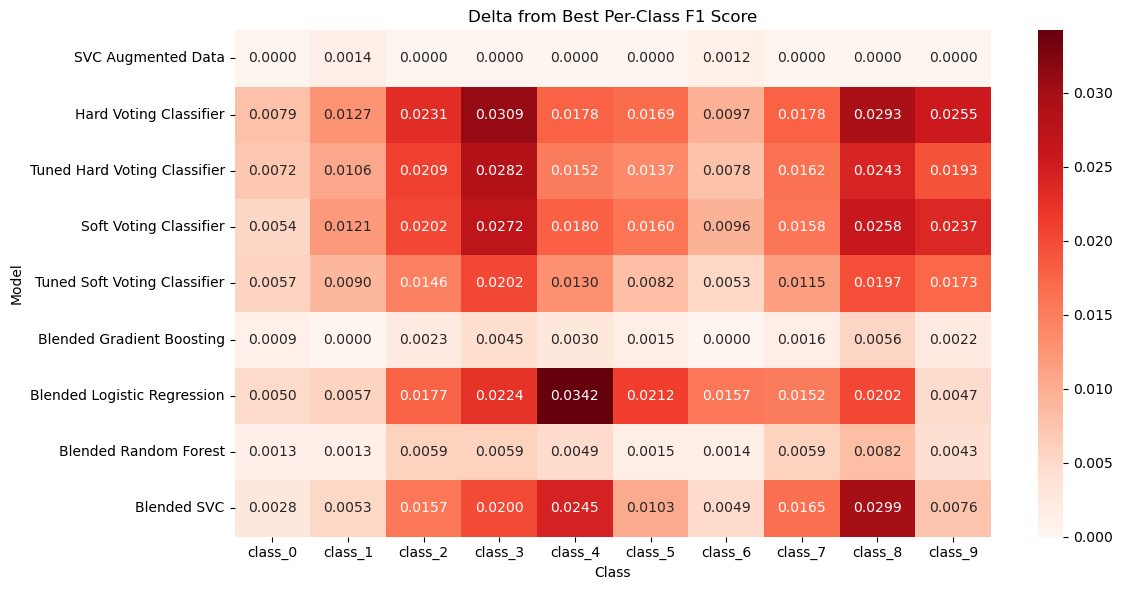 Delta from Best Per-Class F1 Score
Model
SVC Augmented Data 0.0000 0.0014 0.0000 0.0000 0.0000 0.0000 0.0012 0.0000 0.0000 0.0000
Hard Voting Classifier 0.0079 0.0127 0.0231 0.0309 0.0178 0.0169 0.0097 0.0178 0.0293 0.0255
Tuned Hard Voting Classifier 0.0072 0.0106 0.0209 0.0282 0.0152 0.0137 0.0078 0.0162 0.0243 0.0193
Soft Voting Classifier 0.0054 0.0121 0.0202 0.0272 0.0180 0.0160 0.0096 0.0158 0.0258 0.0237
Tuned Soft Voting Classifier 0.0057 0.0090 0.0146 0.0202 0.0130 0.0082 0.0053 0.0115 0.0197 0.0173
Blended Gradient Boosting 0.0009 0.0000 0.0023 0.0045 0.0030 0.0015 0.0000 0.0016 0.0056 0.0022
Blended Logistic Regression 0.0050 0.0057 0.0177 0.0224 0.0342 0.0212 0.0157 0.0152 0.0202 0.0047
Blended Random Forest 0.0013 0.0013 0.0059 0.0059 0.0049 0.0015 0.0014 0.0059 0.0082 0.0043
Blended SVC 0.0028 0.0053 0.0157 0.0200 0.0245 0.0103 0.0049 0.0165 0.0299 0.0076
class_0 class_1 class_2 class_3 class_4 class_5 class_6 class_7 class_8 class_9
Class
0.030
0.025
0.020
0.015
0.010
0.005
0.000